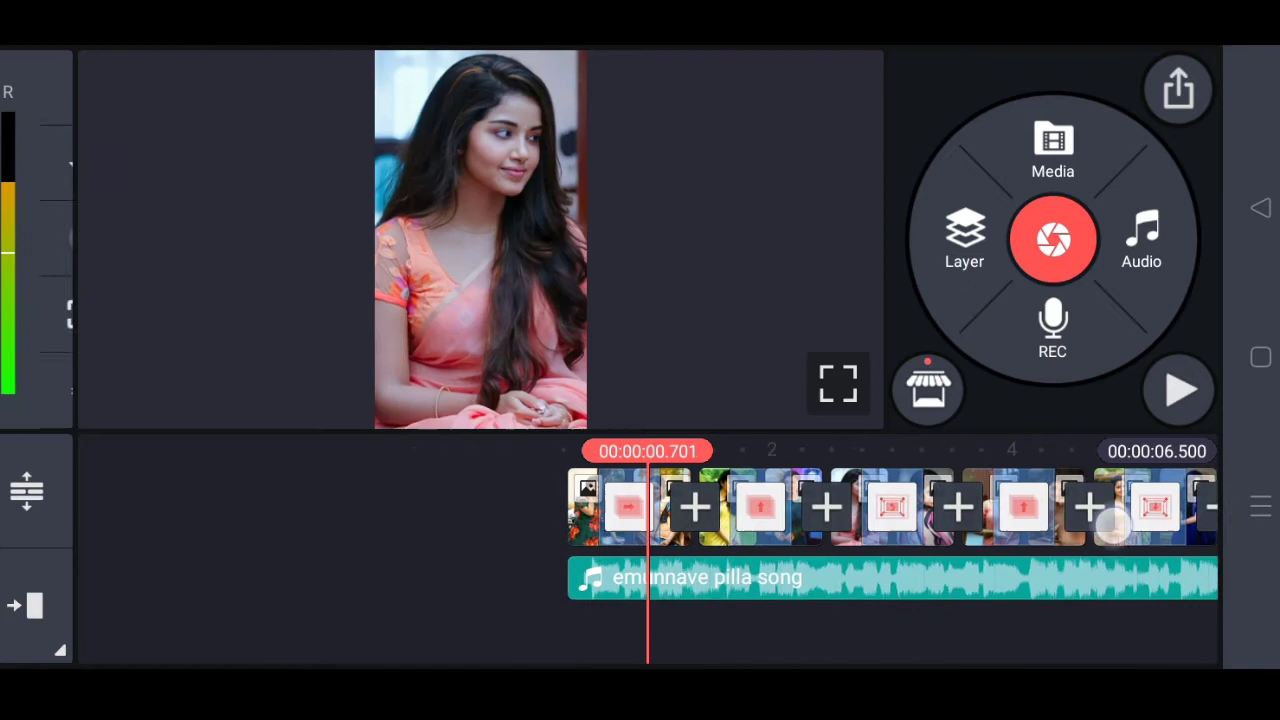 R
Media
Layer
Audio
REC
00:00:00.701
2
4
00:00:06.500
emunnave pilla song